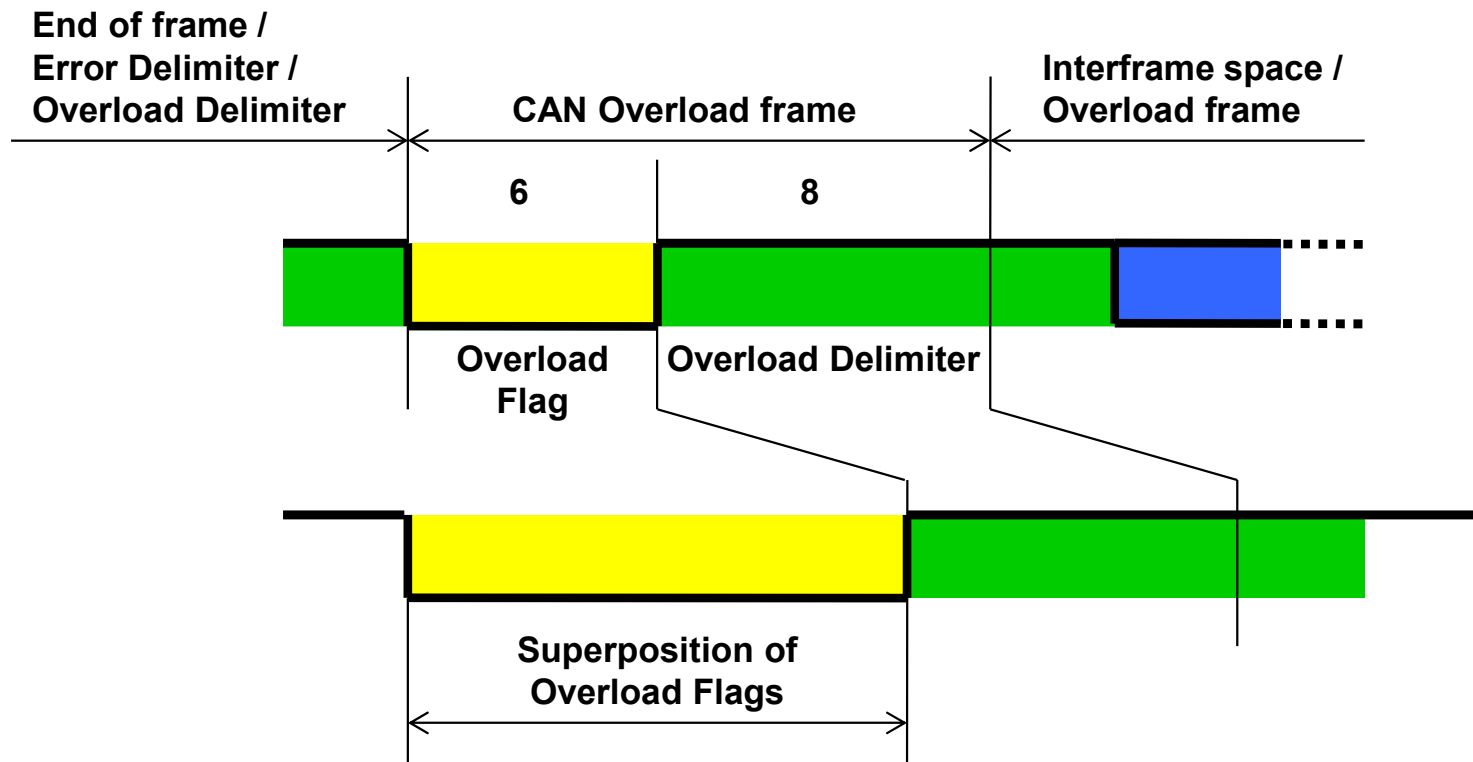 End of frame /
Error Delimiter /
Overload Delimiter
CAN Overload frame
Interframe space /
Overload frame
6
8
Overload
Flag
Overload Delimiter
Superposition of
Overload Flags